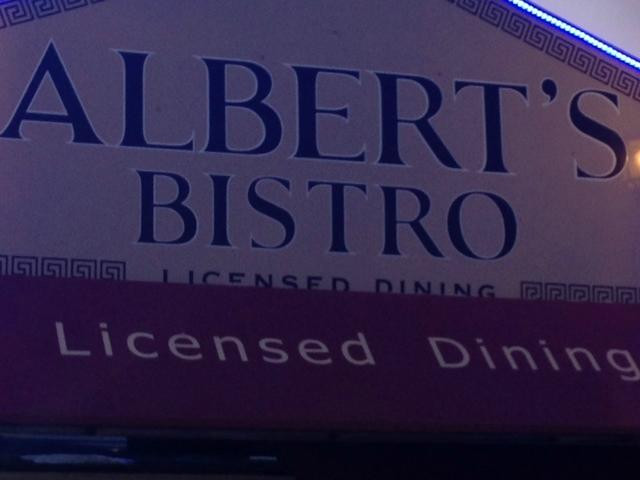 ALBERT'S
BISTRO
LICENSED DINING
Licensed Dining